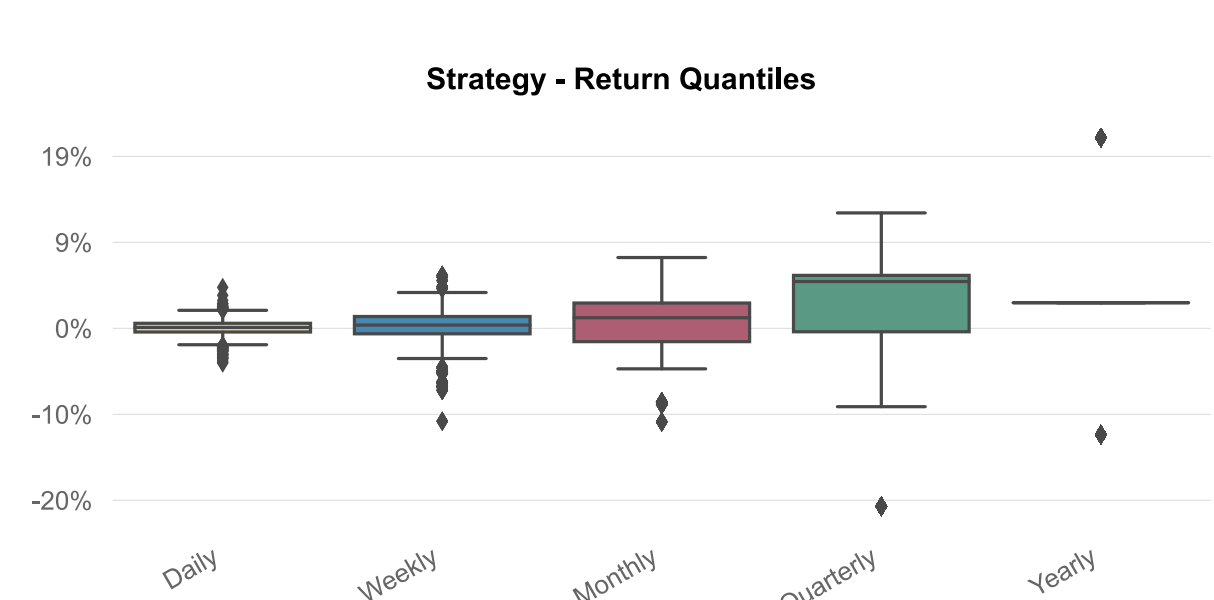 Strategy - Return Quantiles
19%
9%
0%
-10%
-20%
Daily
Weekly
Monthly
Quarterly
Yearly